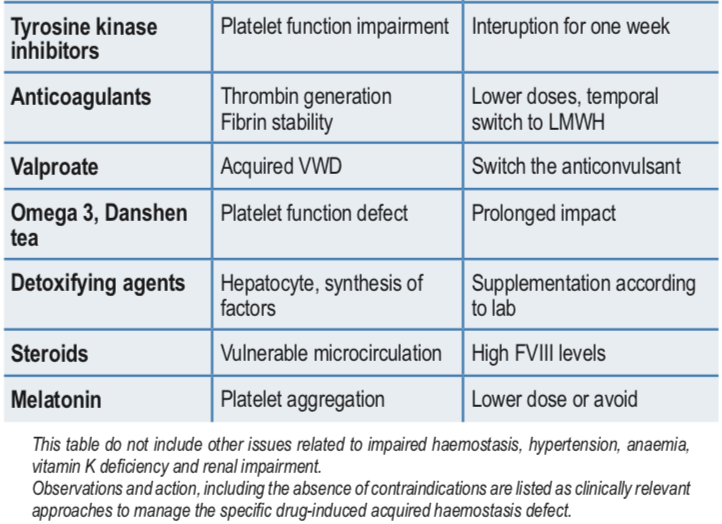 Tyrosine kinase inhibitors Platelet function impairment Interuption for one week
Anticoagulants Thrombin generation Fibrin stability Lower doses, temporal switch to LMWH
Valproate Acquired VWD Switch the anticonvulsant
Omega 3, Danshen tea Platelet function defect Prolonged impact
Detoxifying agents Hepatocyte, synthesis of factors Supplementation according to lab
Steroids Vulnerable microcirculation High FVIII levels
Melatonin Platelet aggregation Lower dose or avoid
This table do not include other issues related to impaired haemostasis, hypertension, anaemia,
vitamin K deficiency and renal impairment.
Observations and action, including the absence of contraindications are listed as clinically relevant
approaches to manage the specific drug-induced acquired haemostasis defect.